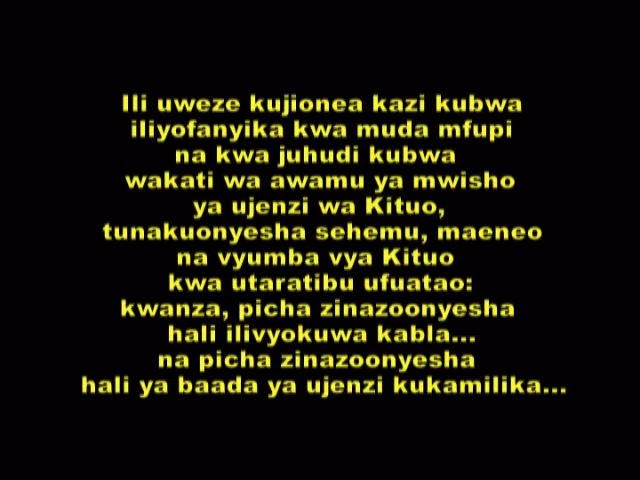 Ili uweze kujionea kazi kubwa
iliyofanyika kwa muda mfupi
na kwa juhudi kubwa
wakati wa awamu ya mwisho
ya ujenzi wa Kituo,
tunakuonyesha sehemu, maeneo
na vyumba vya Kituo
kwa utaratibu ufuatao:
kwanza, picha zinazoonyesha
hali ilivyokuwa kabla...
na picha zinazoonyesha
hali ya baada ya ujenzi kukamilika...